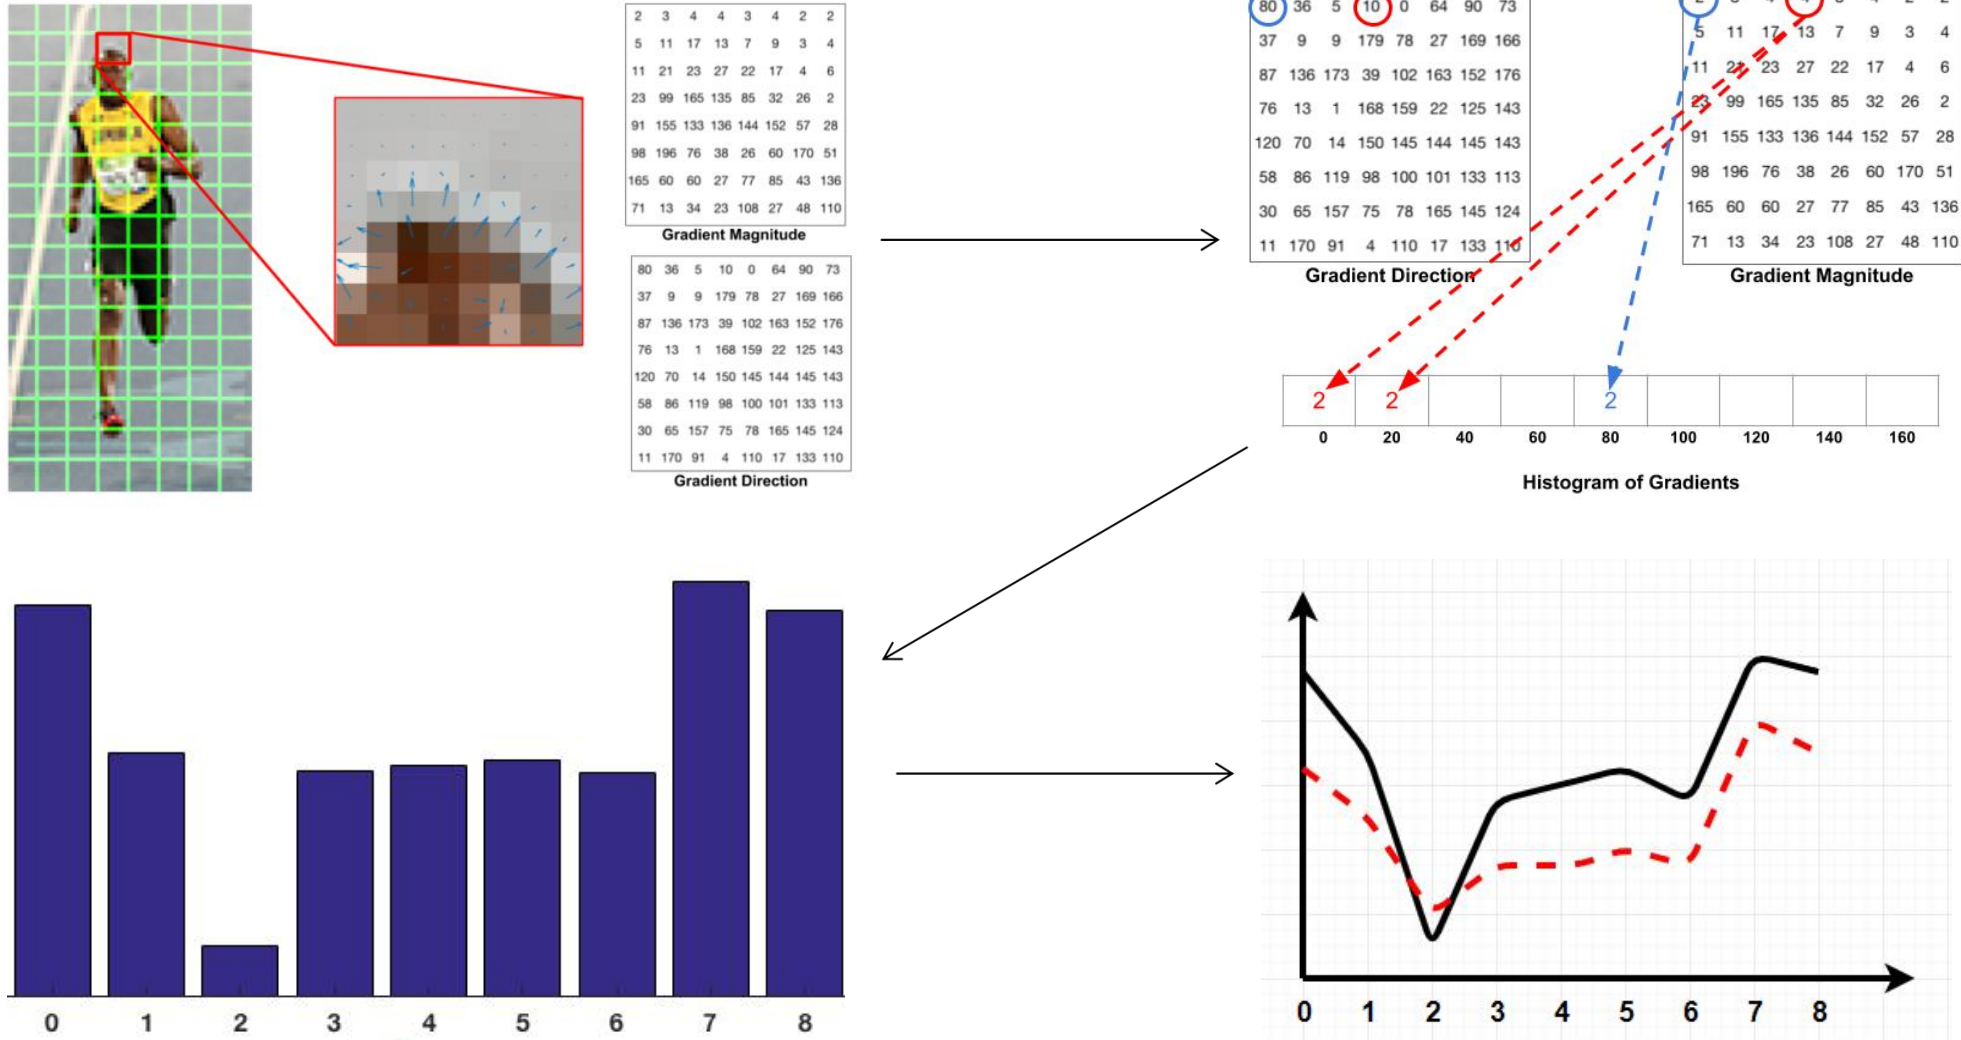 2 3 4 4 3 4 2 2
5 11 17 13 7 9 3 4
11 21 23 27 22 17 4 6
23 99 165 135 85 32 26 2
91 155 133 136 144 152 57 28
98 196 76 38 26 60 170 51
165 60 60 27 77 85 43 136
71 13 34 23 108 27 48 110
Gradient Magnitude
80 36 5 10 0 64 90 73
37 9 9 179 78 27 169 166
87 136 173 39 102 163 152 176
76 13 1 168 159 22 125 143
120 70 14 150 145 144 145 143
58 86 119 98 100 101 133 113
30 65 157 75 78 165 145 124
11 170 91 4 110 17 133 110
Gradient Direction
80 36 5 10 0 64 90 73
37 9 9 179 78 27 169 166
87 136 173 39 102 163 152 176
76 13 1 168 159 22 125 143
120 70 14 150 145 144 145 143
58 86 119 98 100 101 133 113
30 65 157 75 78 165 145 124
11 170 91 4 110 17 133 110
Gradient Direction
5 11 17 13 7 9 3 4
11 21 23 27 22 17 4 6
23 99 165 135 85 32 26 2
91 155 133 136 144 152 57 28
98 196 76 38 26 60 170 51
165 60 60 27 77 85 43 136
71 13 34 23 108 27 48 110
Gradient Magnitude
2 2 2
0 20 40 60 80 100 120 140 160
Histogram of Gradients
0 1 2 3 4 5 6 7 8
0 1 2 3 4 5 6 7 8